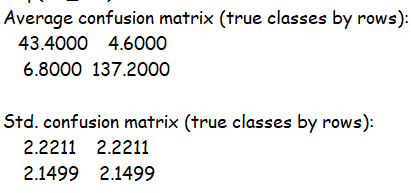 Average confusion matrix (true classes by rows):
43.4000 4.6000
6.8000 137.2000
Std. confusion matrix (true classes by rows):
2.2211 2.2211
2.1499 2.1499